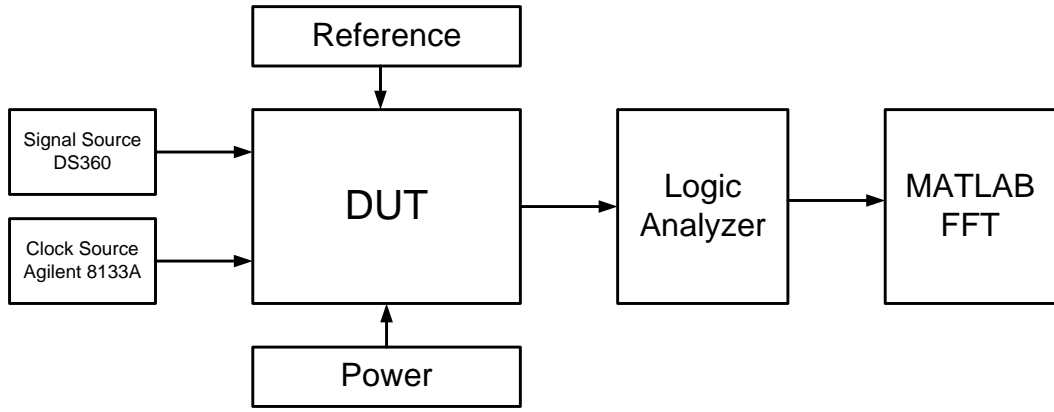 Reference
Signal Source
DS360
DUT
Clock Source
Agilent 8133A
Logic
Analyzer
MATLAB
FFT
Power